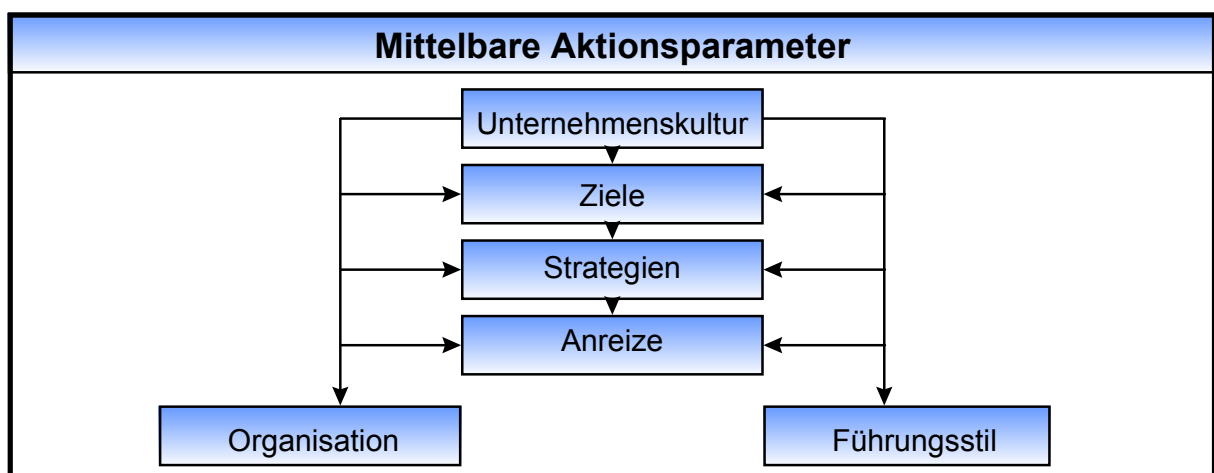 Mittelbare Aktionsparameter
Unternehmenskultur
Ziele
Strategien
Anreize
Organisation
Führungsstil